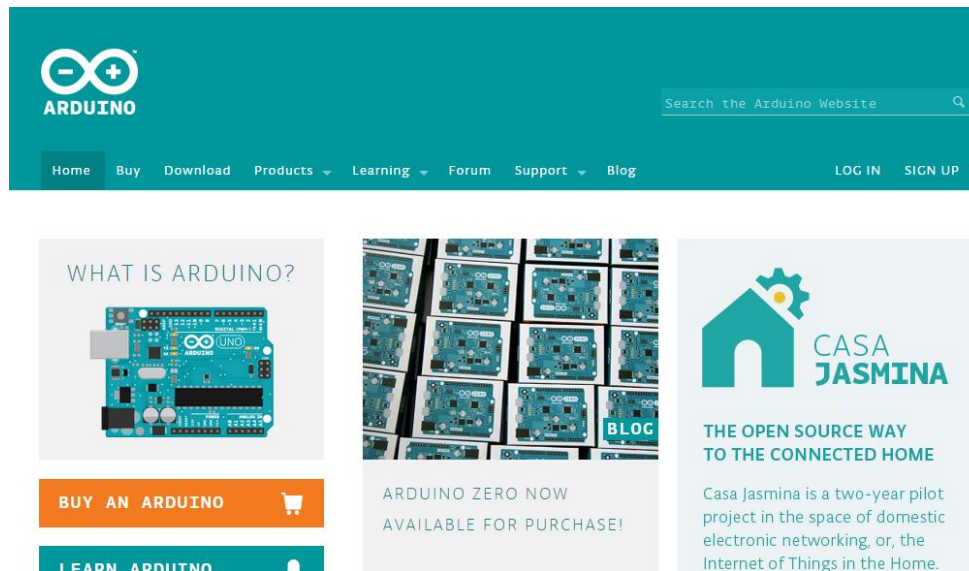 ARDUINO
Search the Arduino Website
Home Buy Download Products Learning Forum Support Blog LOG IN SIGN UP
WHAT IS ARDUINO?
UNO
ARDUINO
BUY AN ARDUINO
LEARN ARDUINO
BLOG
ARDUINO ZERO NOW
AVAILABLE FOR PURCHASE!
CASA
JASMINA
THE OPEN SOURCE WAY
TO THE CONNECTED HOME
Casa Jasmina is a two-year pilot
project in the space of domestic
electronic networking, or, the
Internet of Things in the Home.